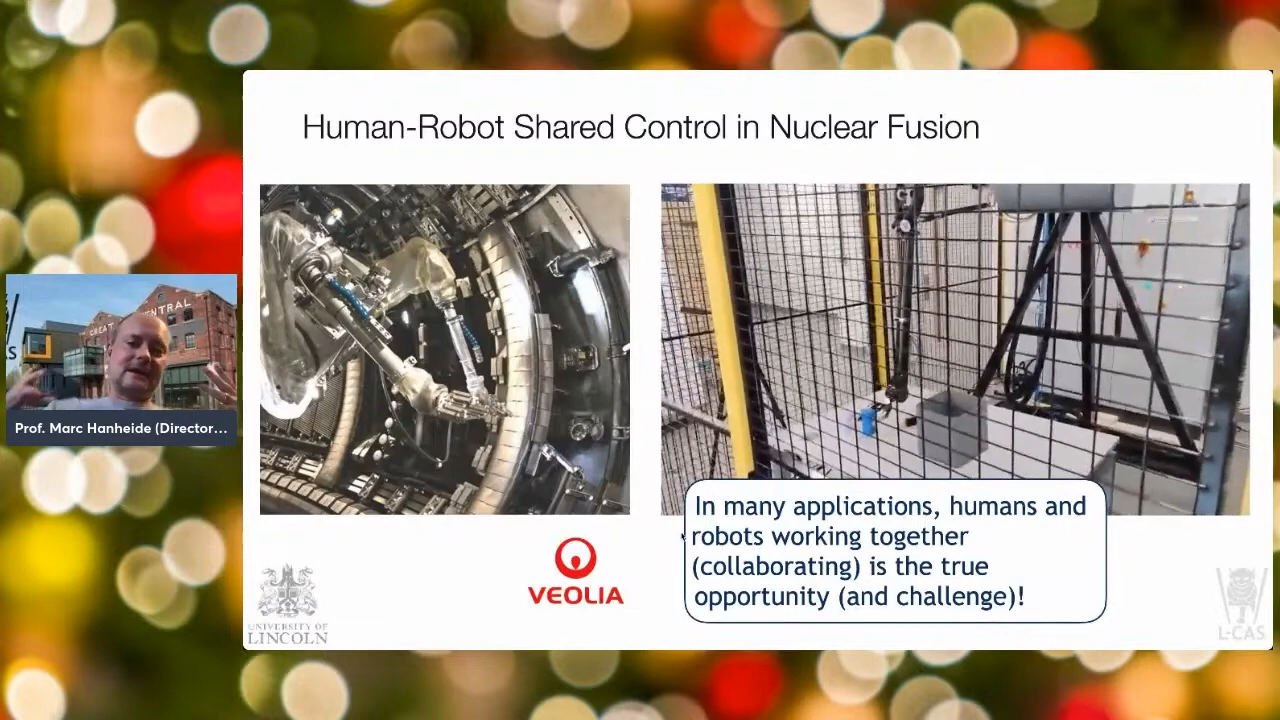 Human-Robot Shared Control in Nuclear Fusion
In many applications, humans and
robots working together
(collaborating) is the true
opportunity (and challenge)!
VEOLIA
UNIVERSITY OF
LINCOLN
L-CAS
Prof. Marc Hanheide (Director...